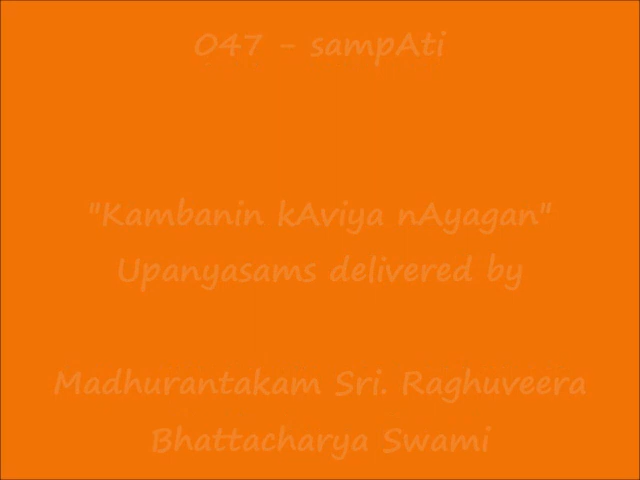 047 - sampAti
"Kambanin kAviya nAyagan"
Upanyasams delivered by
Madhurantakam Sri. Raghuveera
Bhattacharya Swami